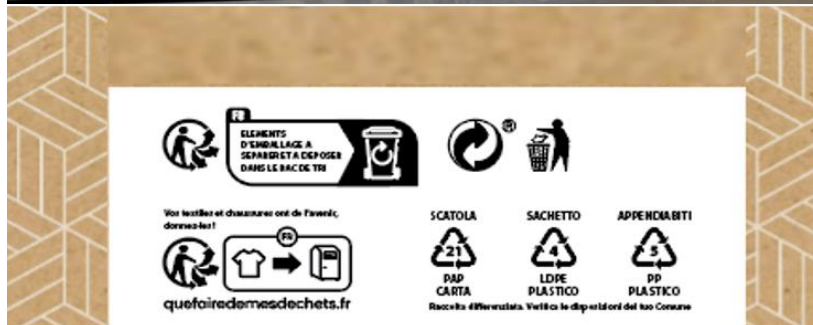 FR
ELEMENTS
D'EMBALLAGE A
SEPARER ET A DEPOSER
DANS LE BAC DE TRI
®
Vos textiles et chaussures ont de l'avenir,
donnez-les !
FR
quefairedemesdechets.fr
SCATOLA
21
PAP
CARTA
SACHETTO
4
LDPE
PLASTICO
APPENDIABITI
5
PP
PLASTICO
Raccolta differenziata. Verifica le disposizioni del tuo Comune